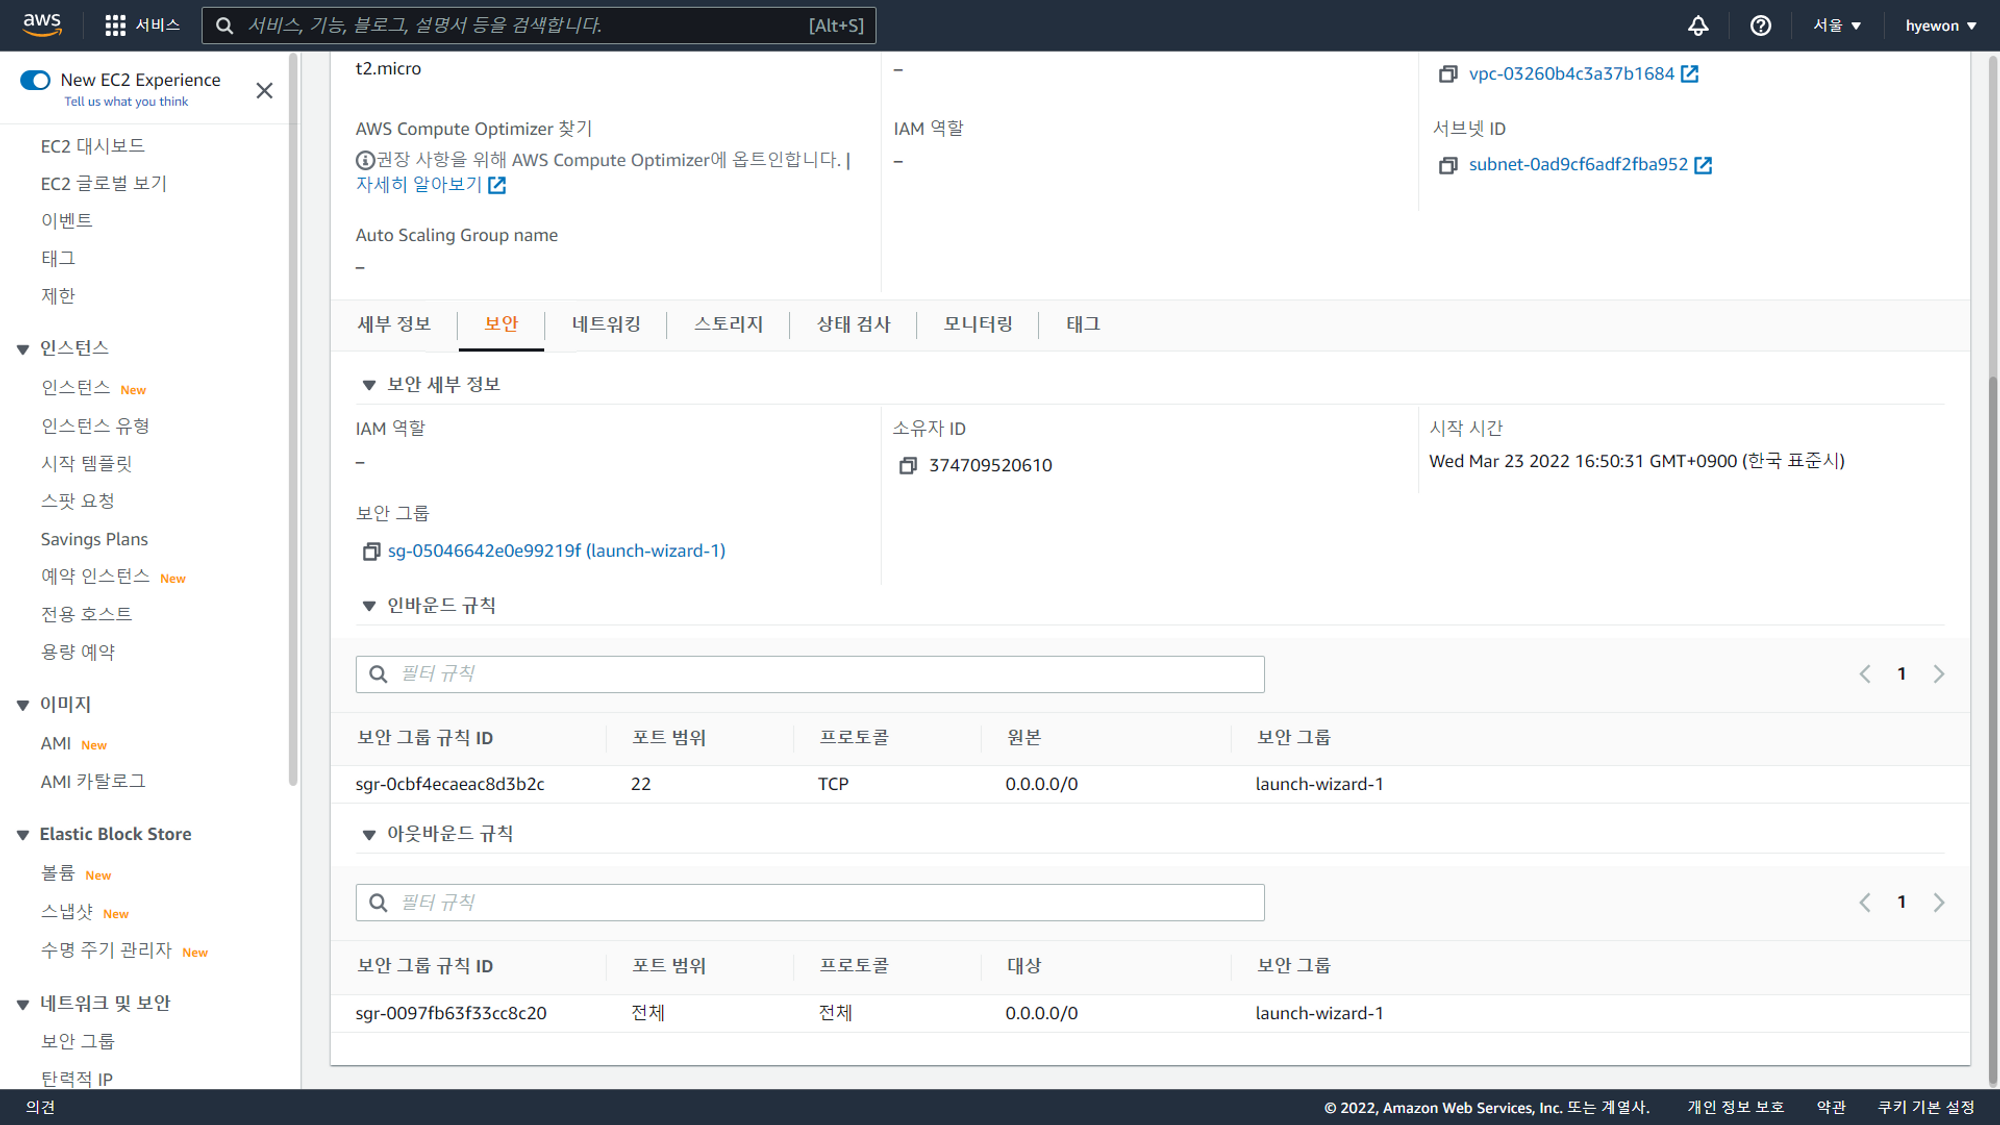 aws
서비스
서비스, 기능, 블로그, 설명서 등을 검색합니다.
[Alt+S]
서울 ▼
hyewon ▼
New EC2 Experience
Tell us what you think
EC2 대시보드
EC2 글로벌 보기
이벤트
태그
제한
▼ 인스턴스
인스턴스 New
인스턴스 유형
시작 템플릿
스팟 요청
Savings Plans
예약 인스턴스 New
전용 호스트
용량 예약
▼ 이미지
AMI New
AMI 카탈로그
▼ Elastic Block Store
볼륨 New
스냅샷 New
수명 주기 관리자 New
▼ 네트워크 및 보안
보안 그룹
탄력적 IP
t2.micro
–
vpc-03260b4c3a37b1684
AWS Compute Optimizer 찾기
권장 사항을 위해 AWS Compute Optimizer에 옵트인합니다. |
자세히 알아보기
IAM 역할
–
서브넷 ID
subnet-0ad9cf6adf2fba952
Auto Scaling Group name
–
세부 정보
보안
네트워킹
스토리지
상태 검사
모니터링
태그
▼ 보안 세부 정보
IAM 역할
–
소유자 ID
374709520610
시작 시간
Wed Mar 23 2022 16:50:31 GMT+0900 (한국 표준시)
보안 그룹
sg-05046642e0e99219f (launch-wizard-1)
▼ 인바운드 규칙
필터 규칙
1
보안 그룹 규칙 ID 포트 범위 프로토콜 원본 보안 그룹
sgr-0cbf4ecaeac8d3b2c 22 TCP 0.0.0.0/0 launch-wizard-1
▼ 아웃바운드 규칙
필터 규칙
1
보안 그룹 규칙 ID 포트 범위 프로토콜 대상 보안 그룹
sgr-0097fb63f33cc8c20 전체 전체 0.0.0.0/0 launch-wizard-1
의견
© 2022, Amazon Web Services, Inc. 또는 계열사.
개인 정보 보호
약관
쿠키 기본 설정